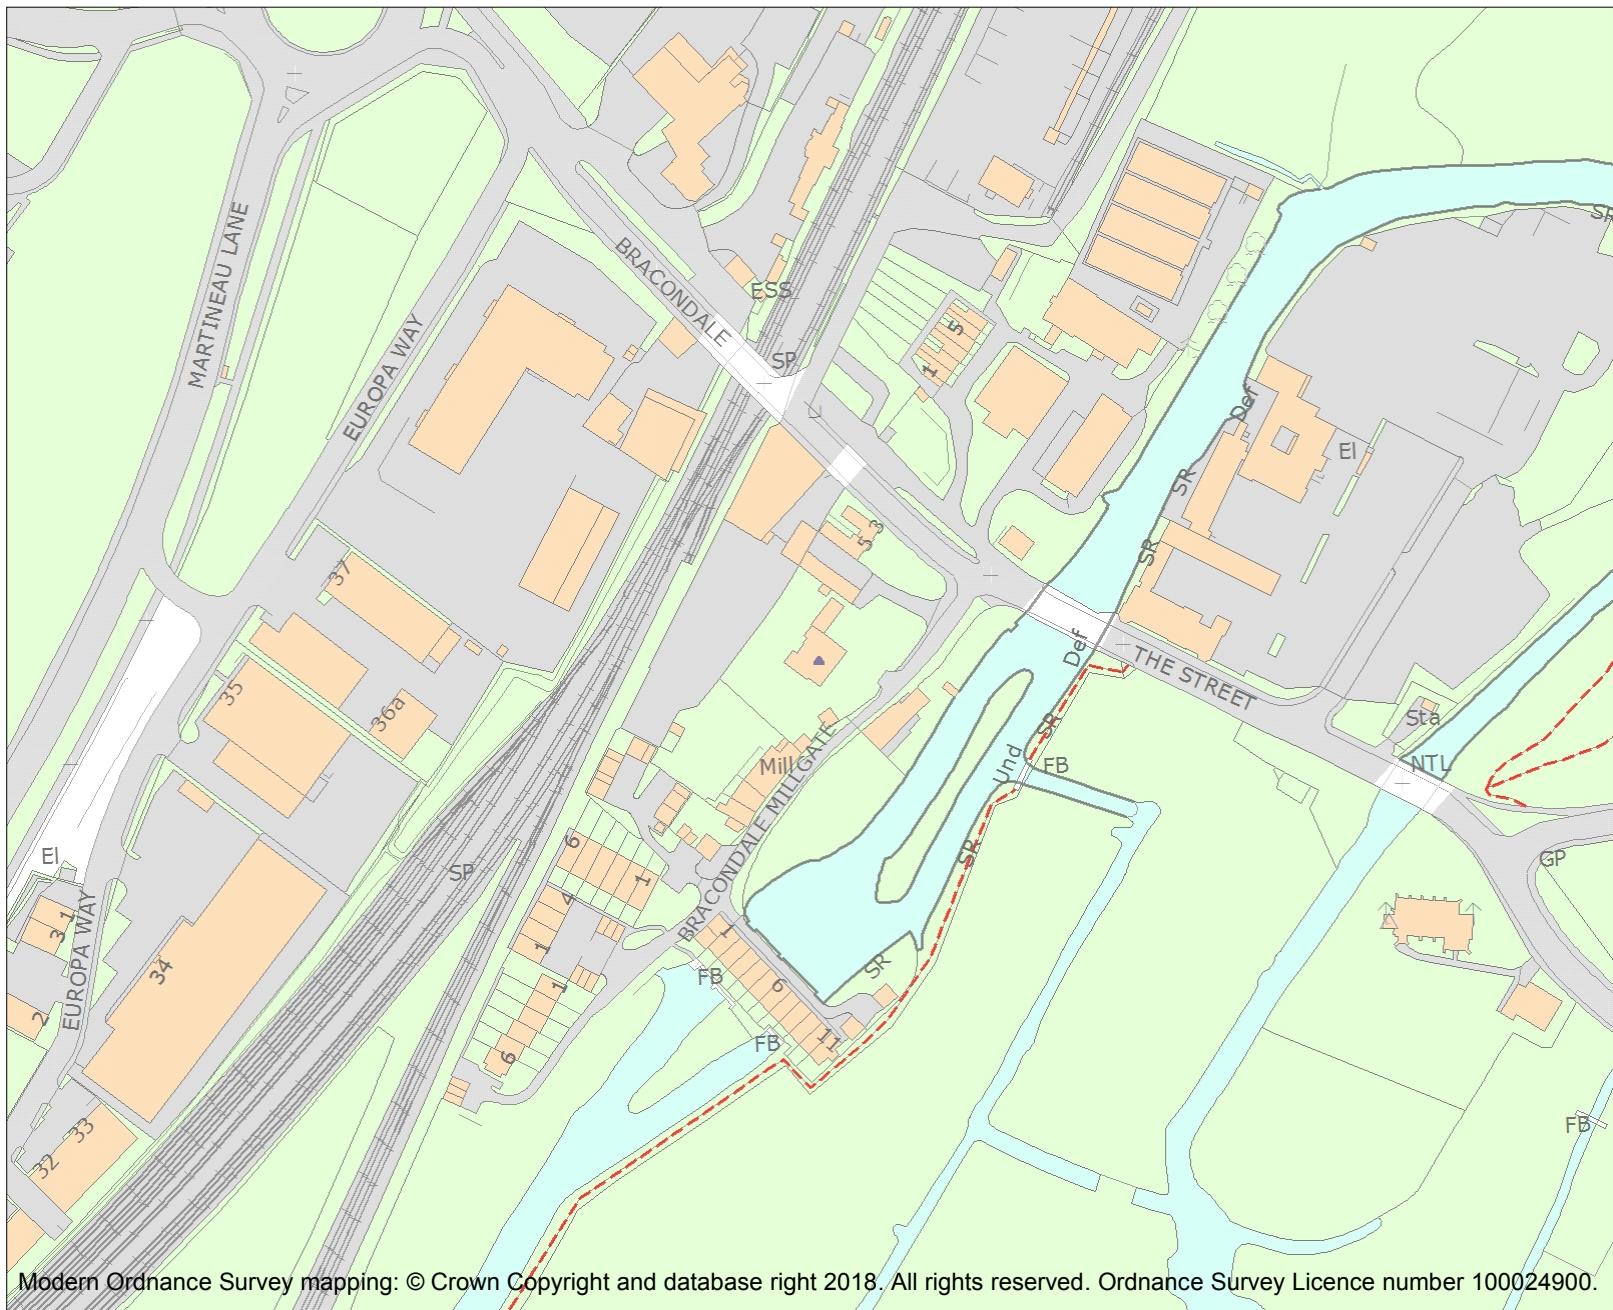 MARTINEAU LANE
EUROPA WAY
BRACONDALE
ESS
SP
5
1
SR
Def
El
SR
SR
3
5
37
35
36a
Def
THE STREET
SR
Und
FB
Sta
NTL
Mill
BRACONDALE MILLGATE
6
1
4
1
1
6
SP
El
3
1
EUROPA WAY
2
34
33
32
SR
GP
1
6
11
FB
FB
SR
FB
Modern Ordnance Survey mapping: © Crown Copyright and database right 2018. All rights reserved. Ordnance Survey Licence number 100024900.